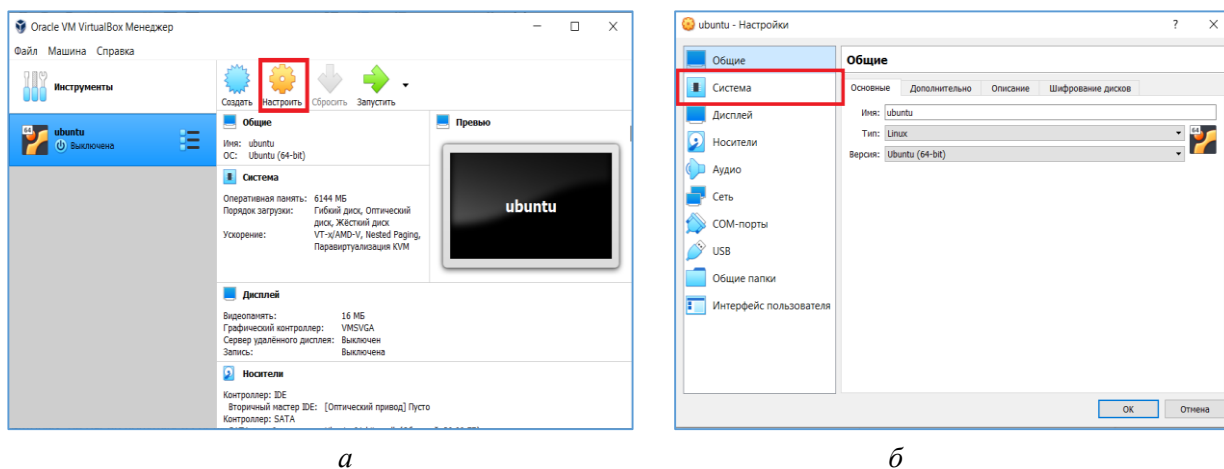 Oracle VM VirtualBox Менеджер
Файл Машина Справка
Инструменты
Создать Настроить Сбросить Запустить
64
ubuntu
Выключена
Общие
Имя: ubuntu
ОС: Ubuntu (64-bit)
Система
Оперативная память: 6144 МБ
Порядок загрузки: Гибкий диск, Оптический
диск, Жёсткий диск
Ускорение: VT-x/AMD-V, Nested Paging,
Паравиртуализация KVM
Превью
ubuntu
Дисплей
Видеопамять: 16 МБ
Графический контроллер: VMSVGA
Сервер удалённого дисплея: Выключен
Запись: Выключена
Носители
Контроллер: IDE
Вторичный мастер IDE: [Оптический привод] Пусто
Контроллер: SATA
а
ubuntu - Настройки
Общие
Система
Дисплей
Носители
Аудио
Сеть
COM-порты
USB
Общие папки
Интерфейс пользователя
Общие
Основные Дополнительно Описание Шифрование дисков
Имя: ubuntu
Тип: Linux
Версия: Ubuntu (64-bit)
64
ОК Отмена
б